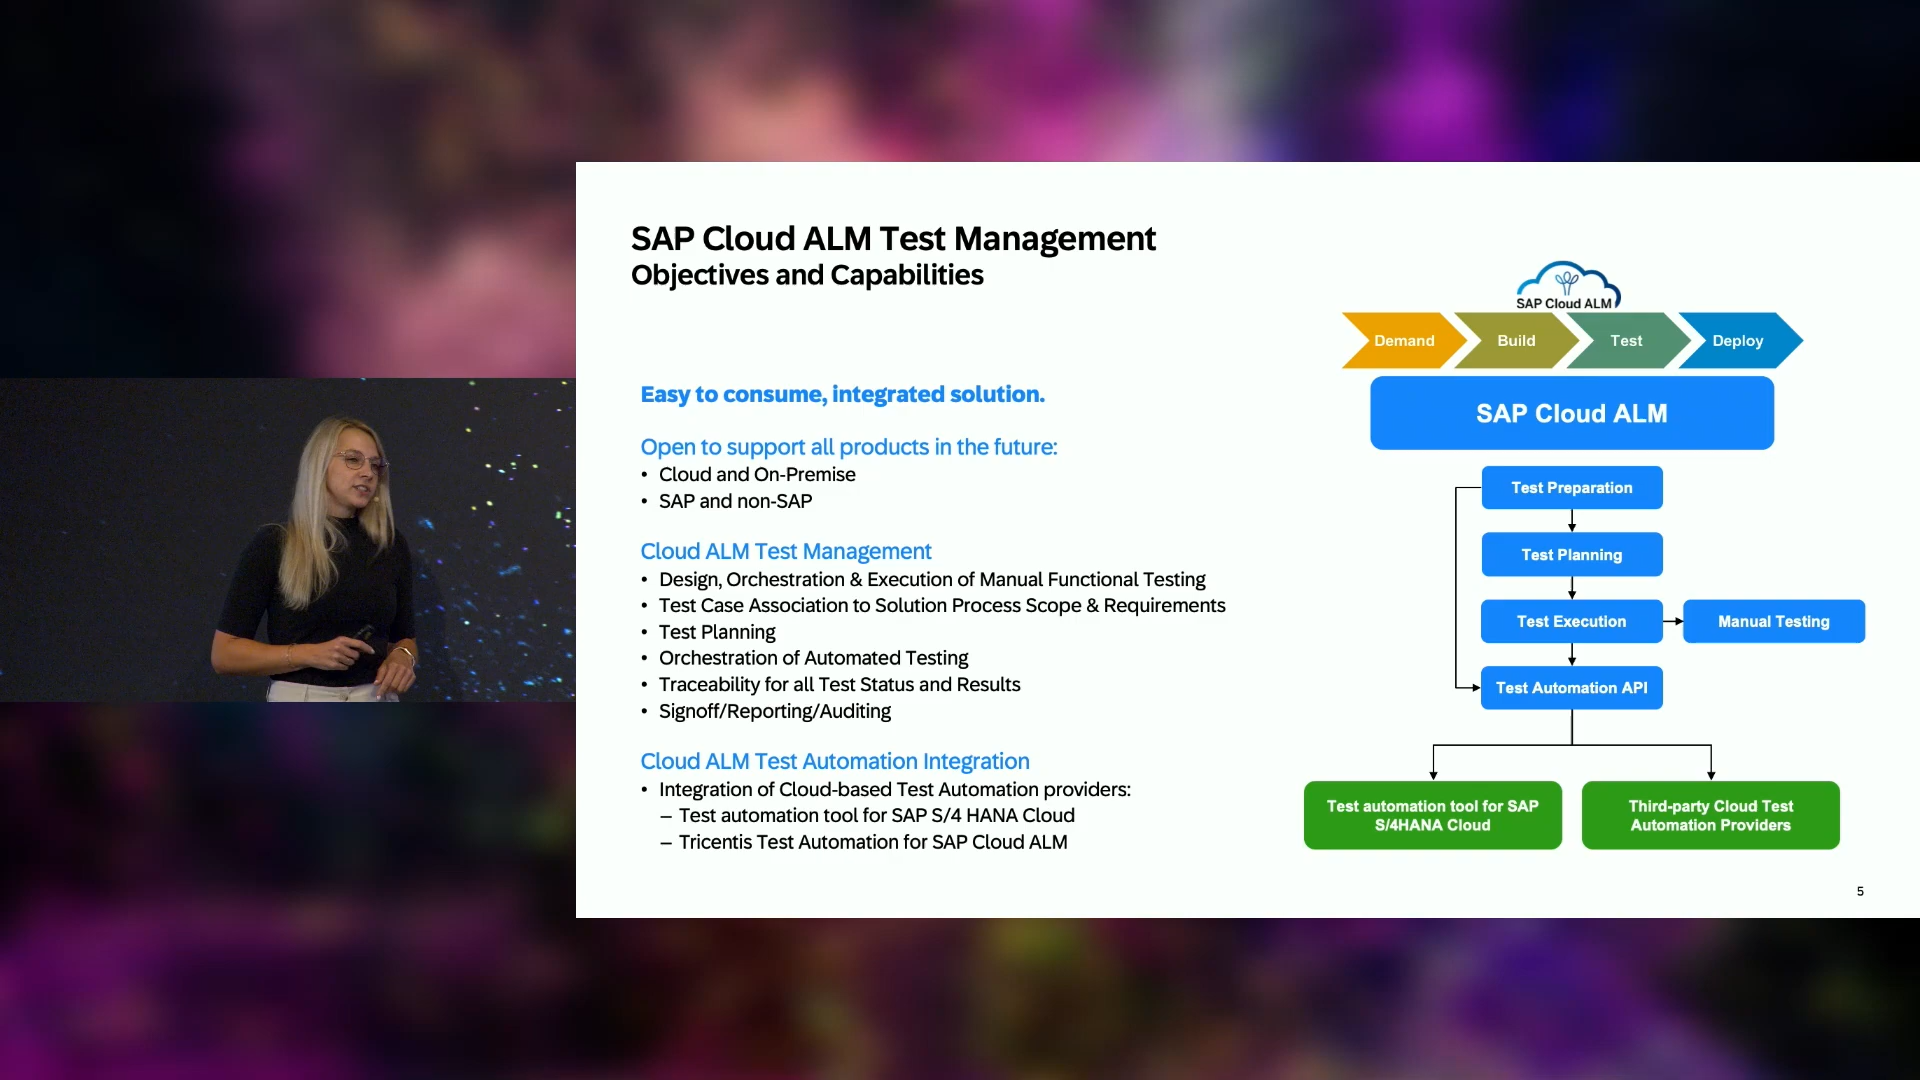 SAP Cloud ALM Test Management
Objectives and Capabilities
Easy to consume, integrated solution.
Open to support all products in the future:
• Cloud and On-Premise
• SAP and non-SAP
Cloud ALM Test Management
• Design, Orchestration & Execution of Manual Functional Testing
• Test Case Association to Solution Process Scope & Requirements
• Test Planning
• Orchestration of Automated Testing
• Traceability for all Test Status and Results
• Signoff/Reporting/Auditing
Cloud ALM Test Automation Integration
• Integration of Cloud-based Test Automation providers:
– Test automation tool for SAP S/4 HANA Cloud
– Tricentis Test Automation for SAP Cloud ALM
SAP Cloud ALM
Demand
Build
Test
Deploy
SAP Cloud ALM
Test Preparation
Test Planning
Test Execution
Manual Testing
Test Automation API
Test automation tool for SAP
S/4HANA Cloud
Third-party Cloud Test
Automation Providers
5